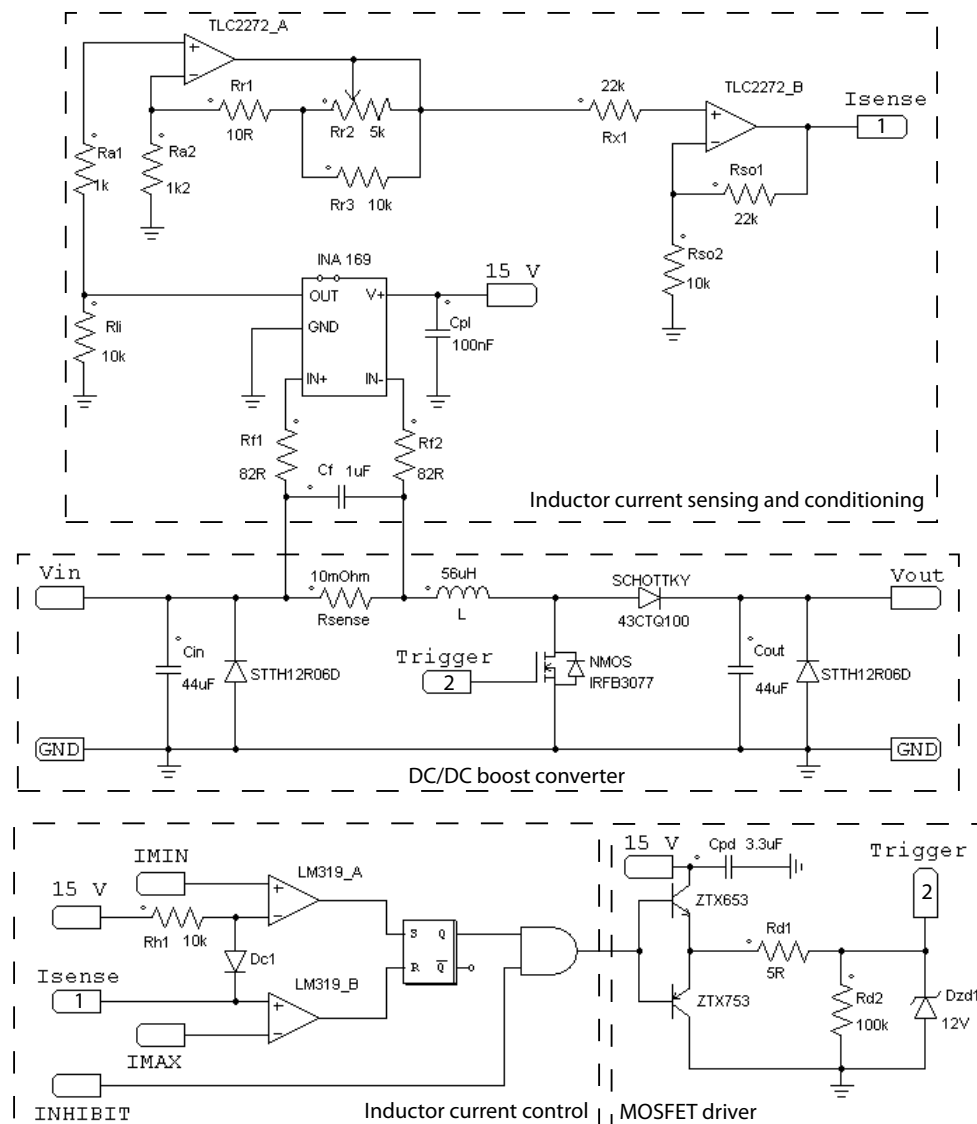 TLC2272_A
Rr1
10R
Rr2
5k
Rr3
10k
Ra1
1k
Ra2
1k2
22k
Rx1
TLC2272_B
Isense
1
Rso1
22k
Rso2
10k
INA 169
OUT
V+
GND
IN+
IN-
15 V
Cpl
100nF
Rli
10k
Rf1
82R
Cf
1uF
Rf2
82R
Inductor current sensing and conditioning
Vin
10mOhm
Rsense
56uH
L
SCHOTTKY
43CTQ100
Vout
Cin
44uF
STTH12R06D
Trigger
2
NMOS
IRFB3077
Cout
44uF
STTH12R06D
GND
GND
DC/DC boost converter
IMIN
15 V
Rh1
10k
LM319_A
Dc1
Isense
1
LM319_B
IMAX
INHIBIT
S
Q
R
Q
Inductor current control
15 V
Cpd
3.3uF
ZTX653
ZTX753
Rd1
5R
Rd2
100k
Trigger
2
Dzd1
12V
MOSFET driver